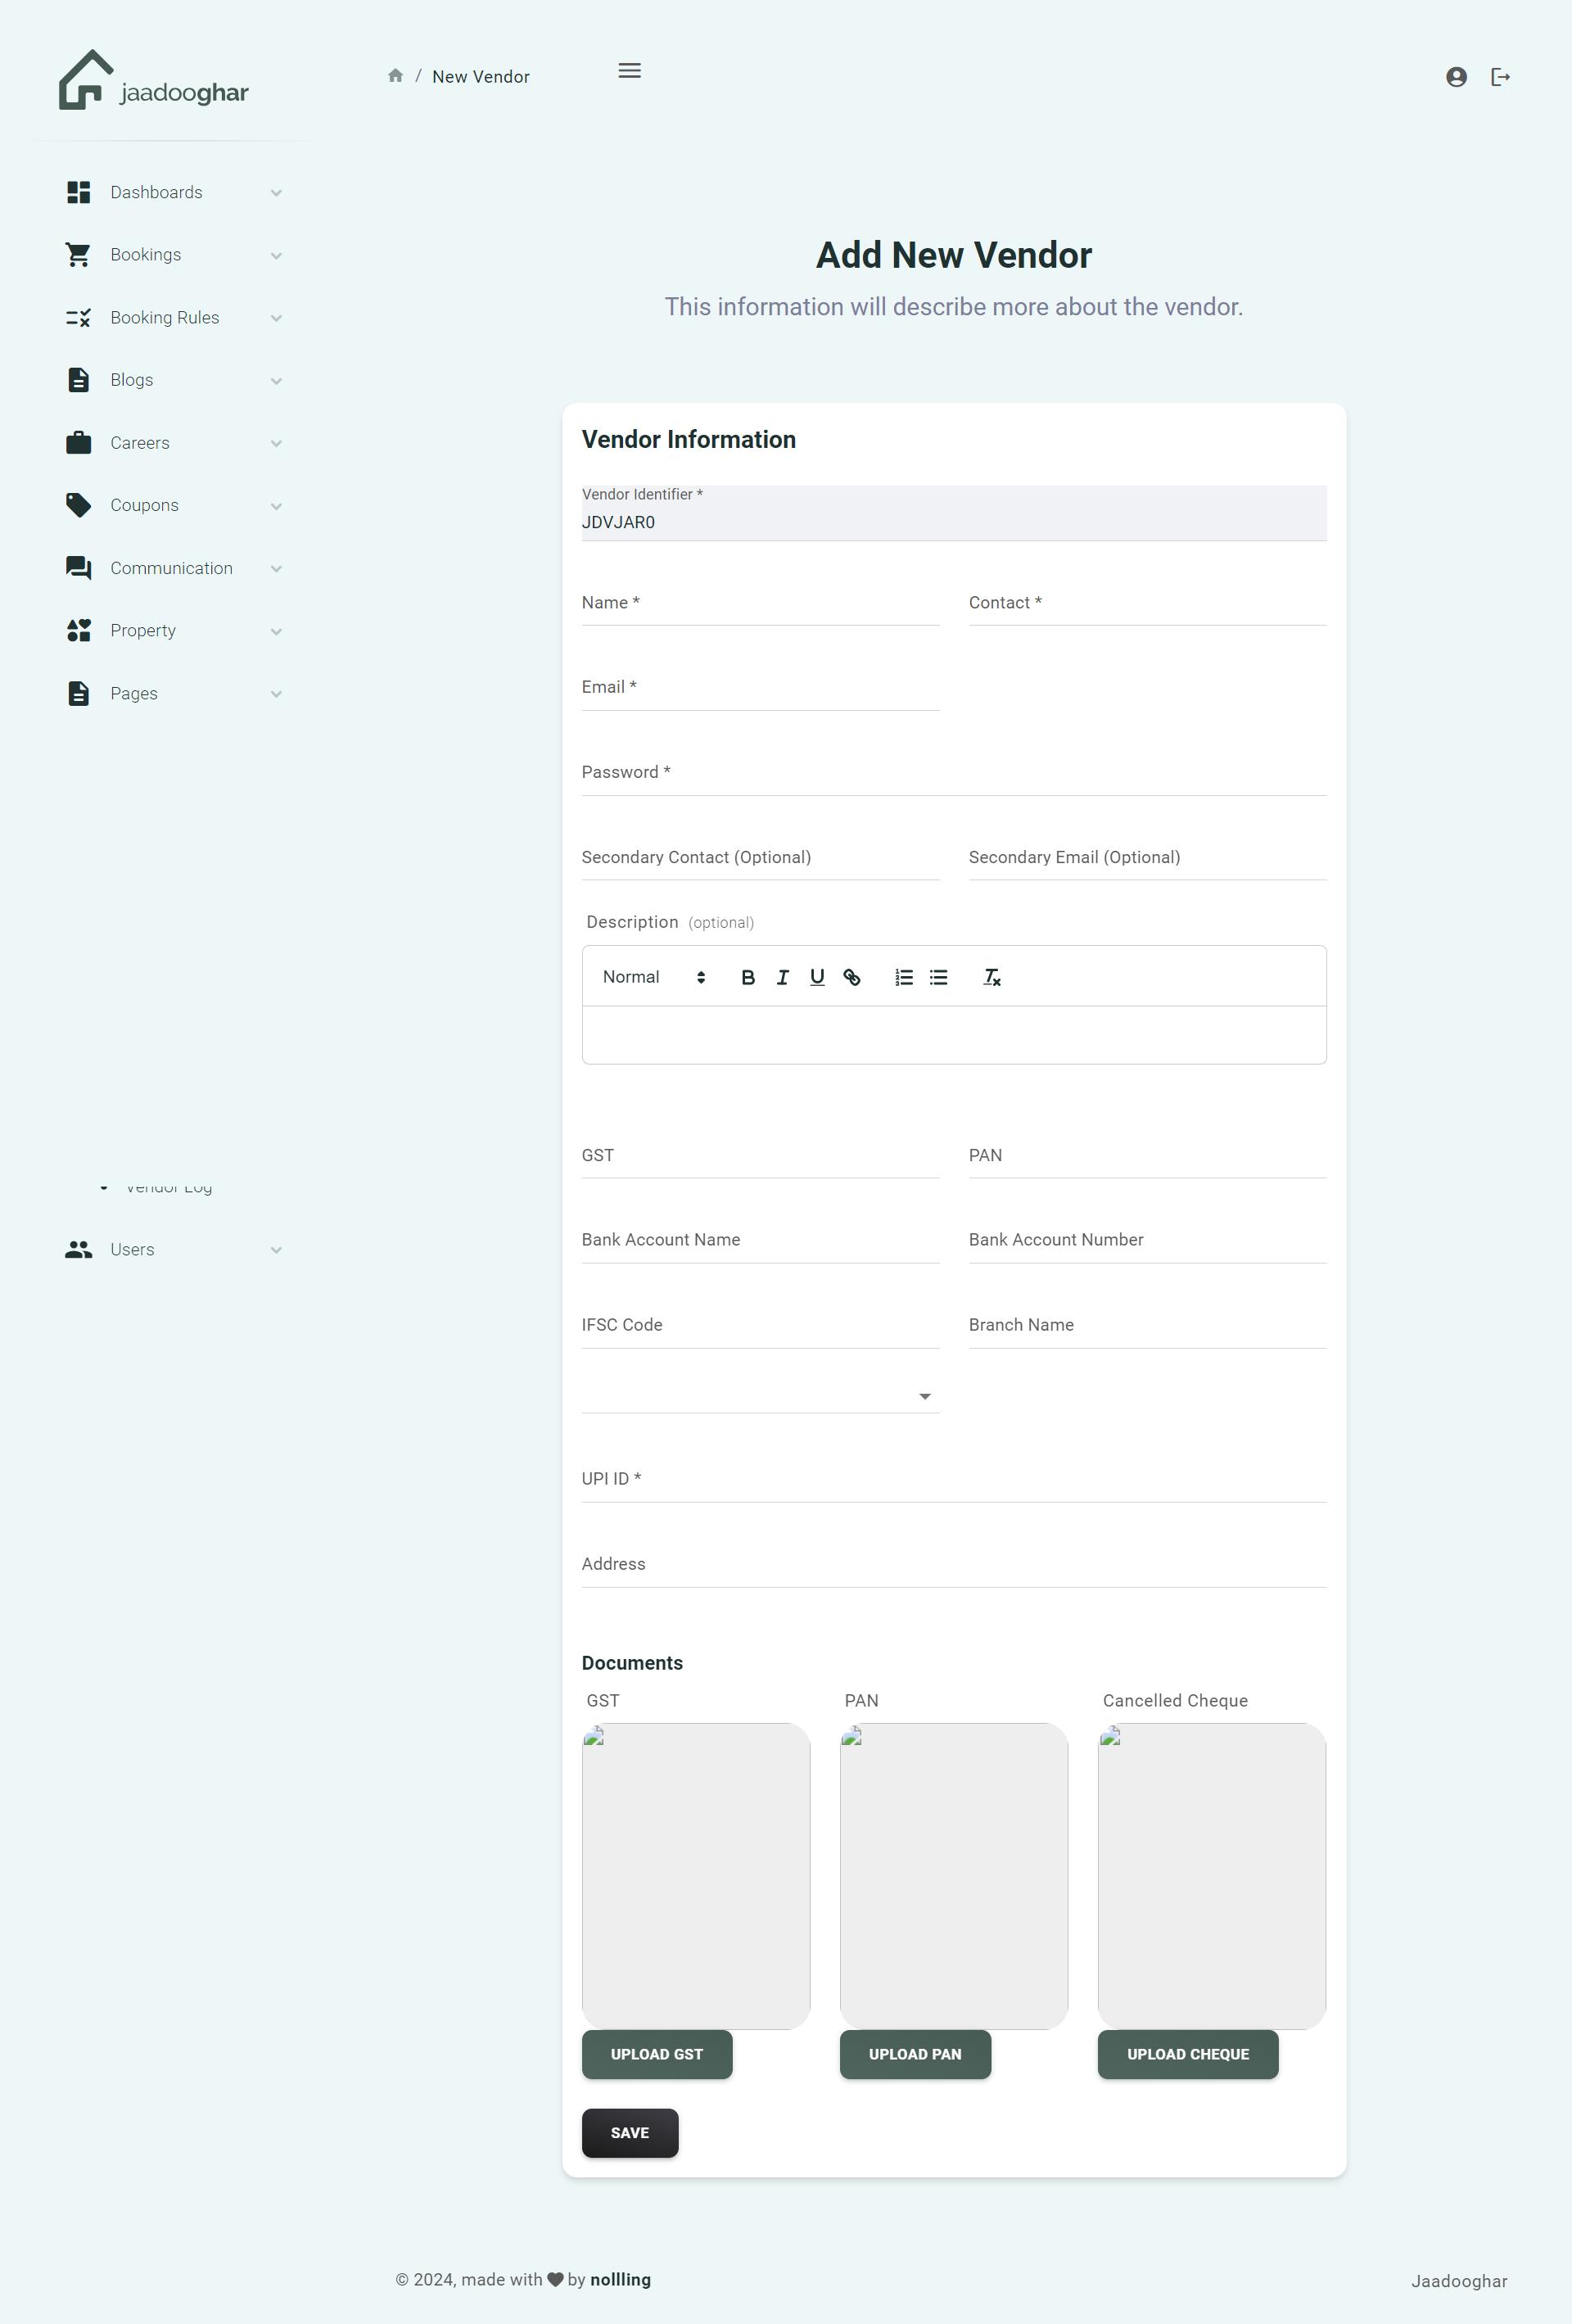 jaadooghar
/ New Vendor
Dashboards
Bookings
Booking Rules
Blogs
Careers
Coupons
Communication
Property
Pages
Vendor Log
Users
Add New Vendor
This information will describe more about the vendor.
Vendor Information
Vendor Identifier *
JDVJAR0
Name * Contact *
Email *
Password *
Secondary Contact (Optional) Secondary Email (Optional)
Description (optional)
Normal
GST PAN
Bank Account Name Bank Account Number
IFSC Code Branch Name
UPI ID *
Address
Documents
GST PAN Cancelled Cheque
UPLOAD GST UPLOAD PAN UPLOAD CHEQUE
SAVE
© 2024, made with by nollling
Jaadooghar